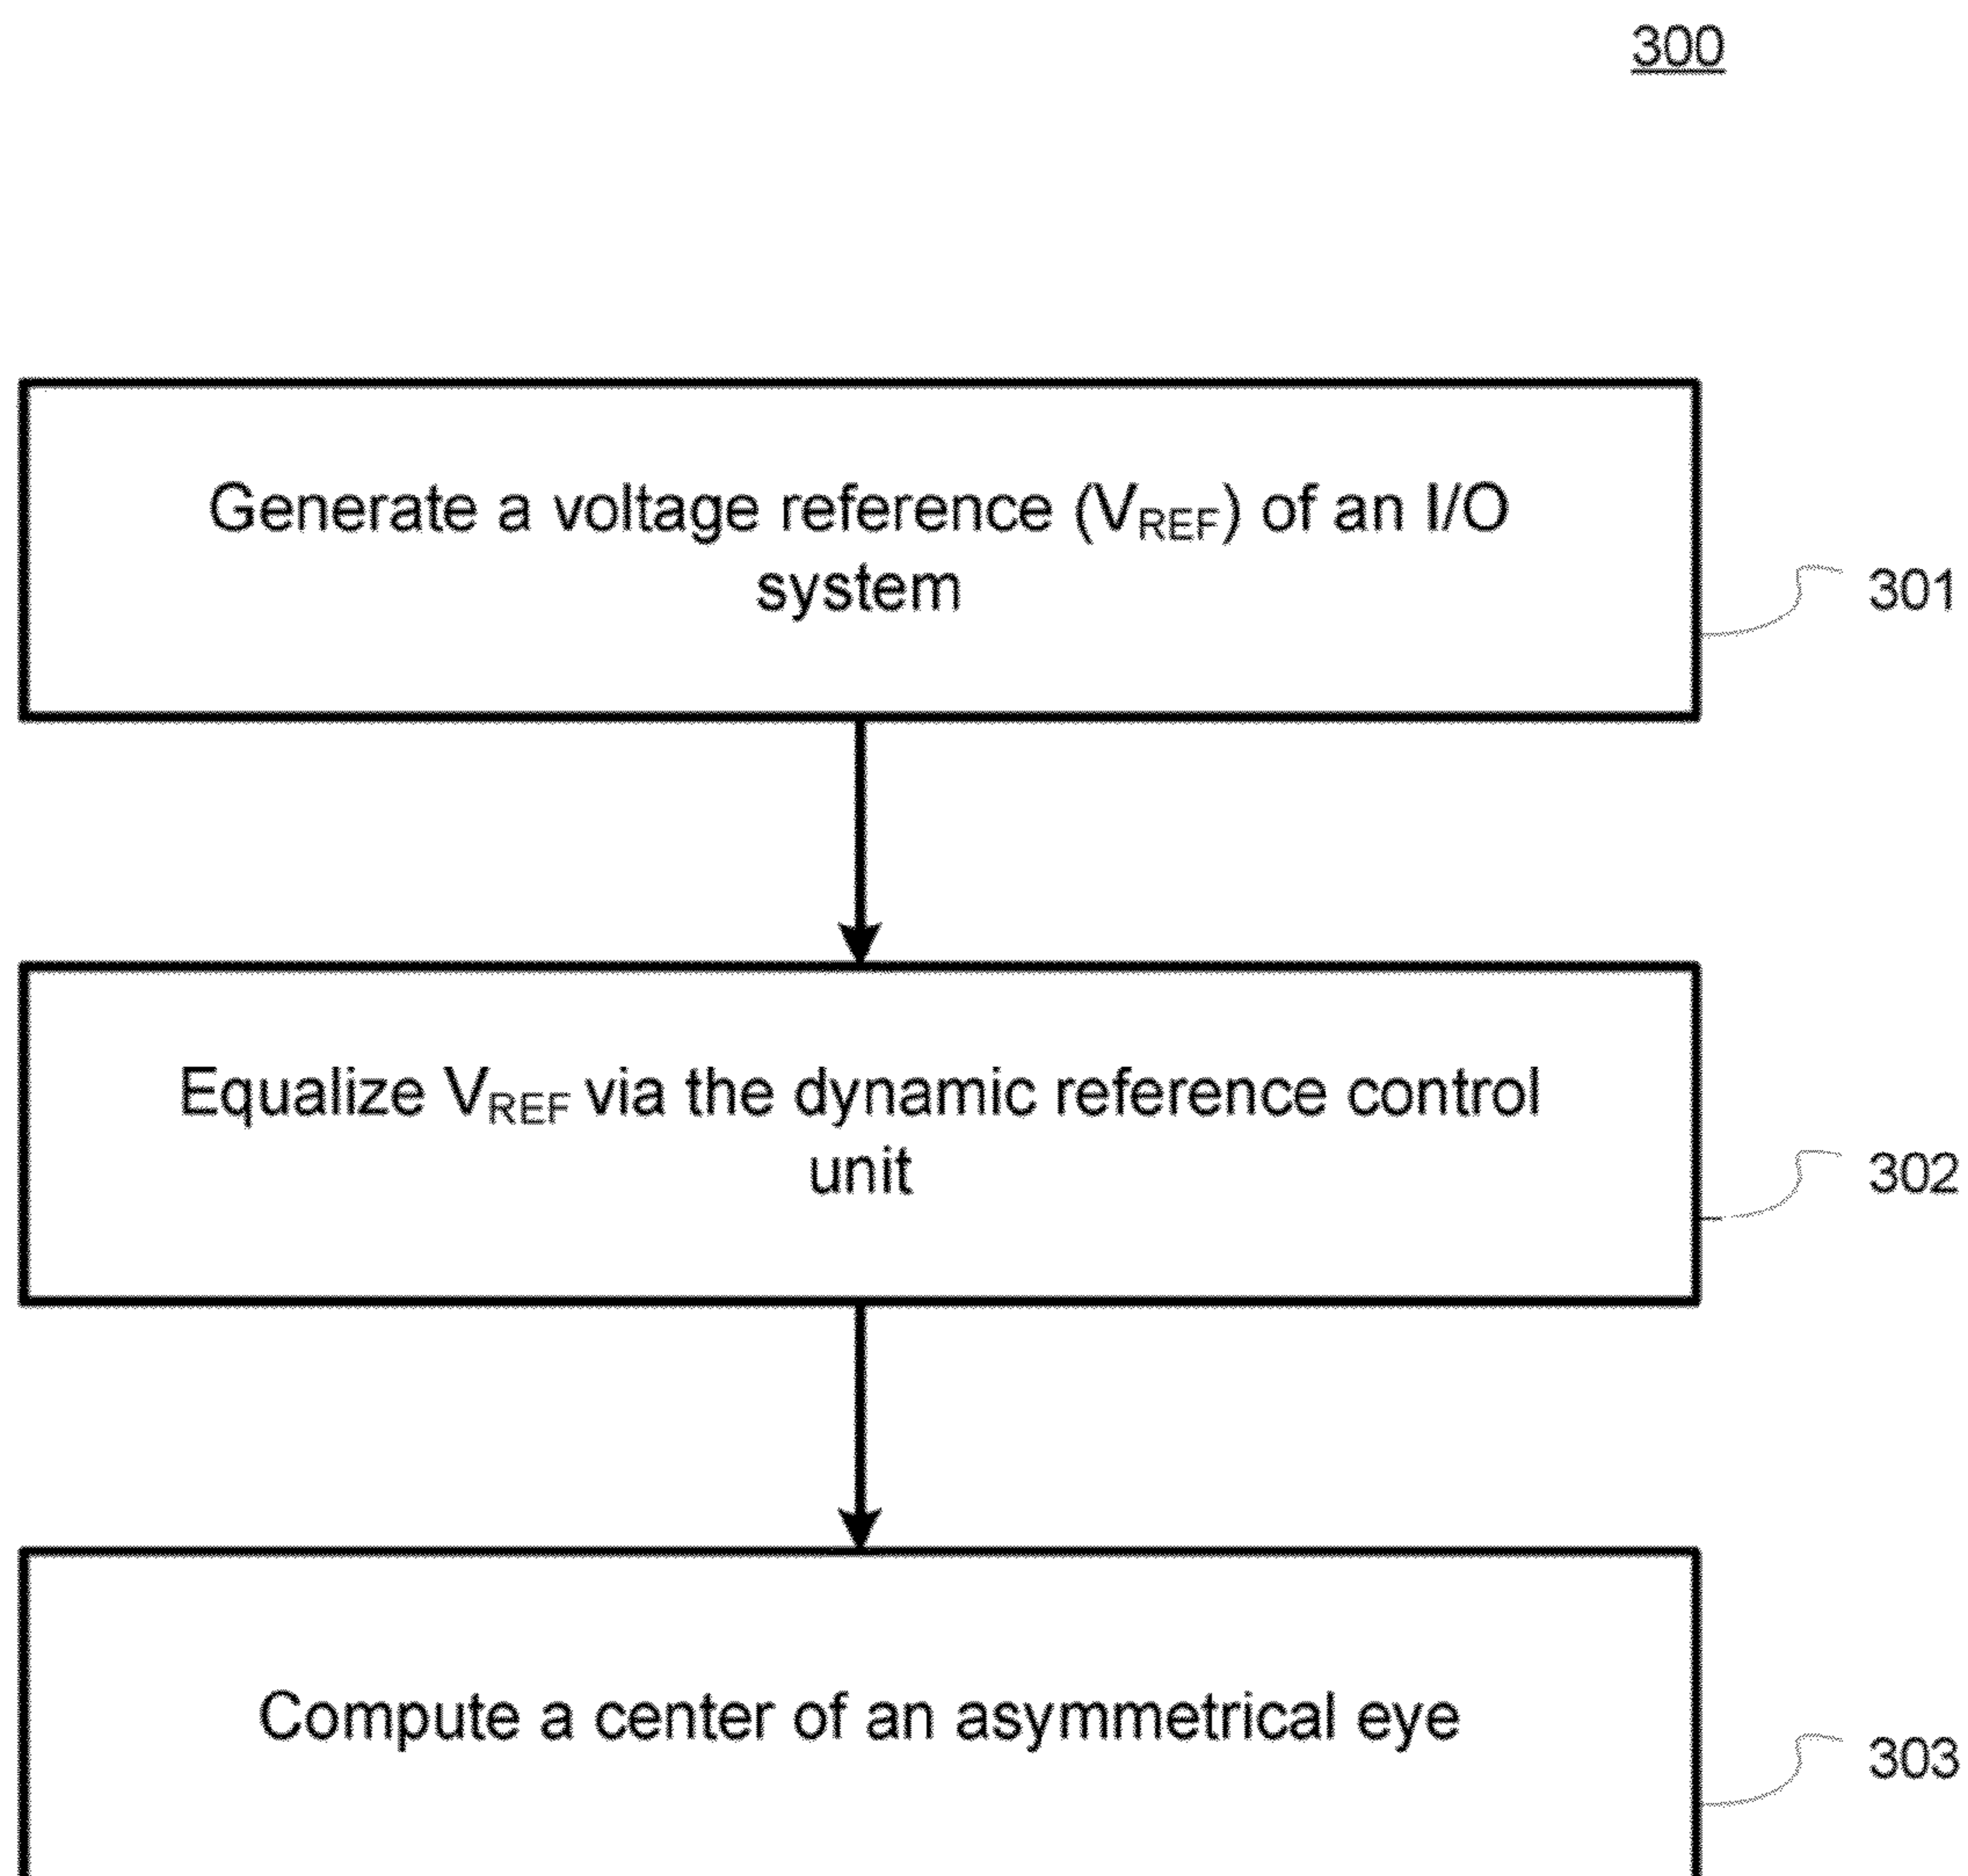 300
Generate a voltage reference (VREF) of an I/O
system
301
Equalize VREF via the dynamic reference control
unit
302
Compute a center of an asymmetrical eye
303